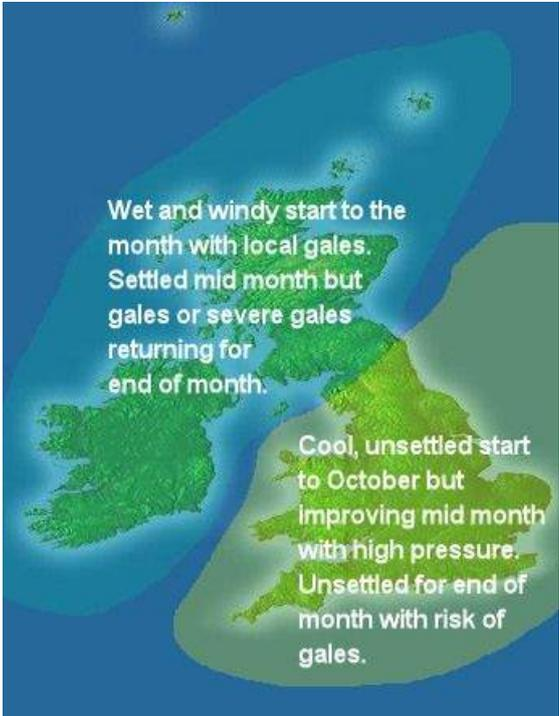 Wet and windy start to the
month with local gales.
Settled mid month but
gales or severe gales
returning for
end of month.
Cool, unsettled start
to October but
improving mid month
with high pressure.
Unsettled for end of
month with risk of
gales.